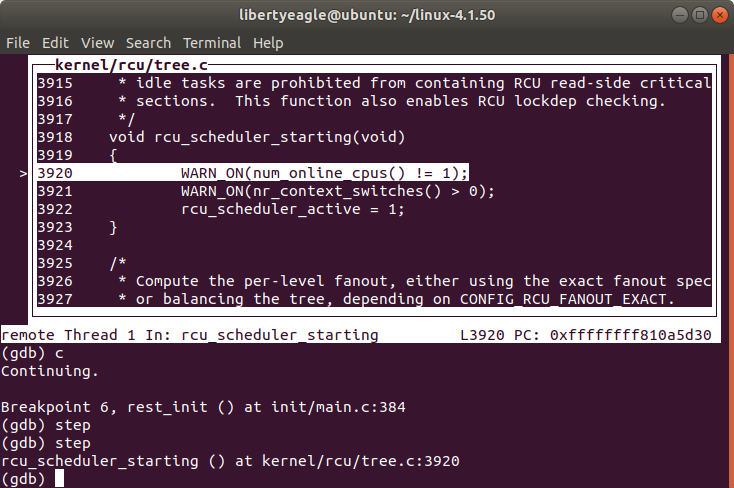 libertyeagle@ubuntu: ~/linux-4.1.50
File Edit View Search Terminal Help
kernel/rcu/tree.c
3915 * idle tasks are prohibited from containing RCU read-side critical
3916 * sections. This function also enables RCU lockdep checking.
3917 */
3918 void rcu_scheduler_starting(void)
3919 {
> 3920 WARN_ON(num_online_cpus() != 1);
3921 WARN_ON(nr_context_switches() > 0);
3922 rcu_scheduler_active = 1;
3923 }
3924
3925 /*
3926 * Compute the per-level fanout, either using the exact fanout spec
3927 * or balancing the tree, depending on CONFIG_RCU_FANOUT_EXACT.
remote Thread 1 In: rcu_scheduler_starting L3920 PC: 0xffffffff810a5d30
(gdb) c
Continuing.
Breakpoint 6, rest_init () at init/main.c:384
(gdb) step
(gdb) step
rcu_scheduler_starting () at kernel/rcu/tree.c:3920
(gdb)